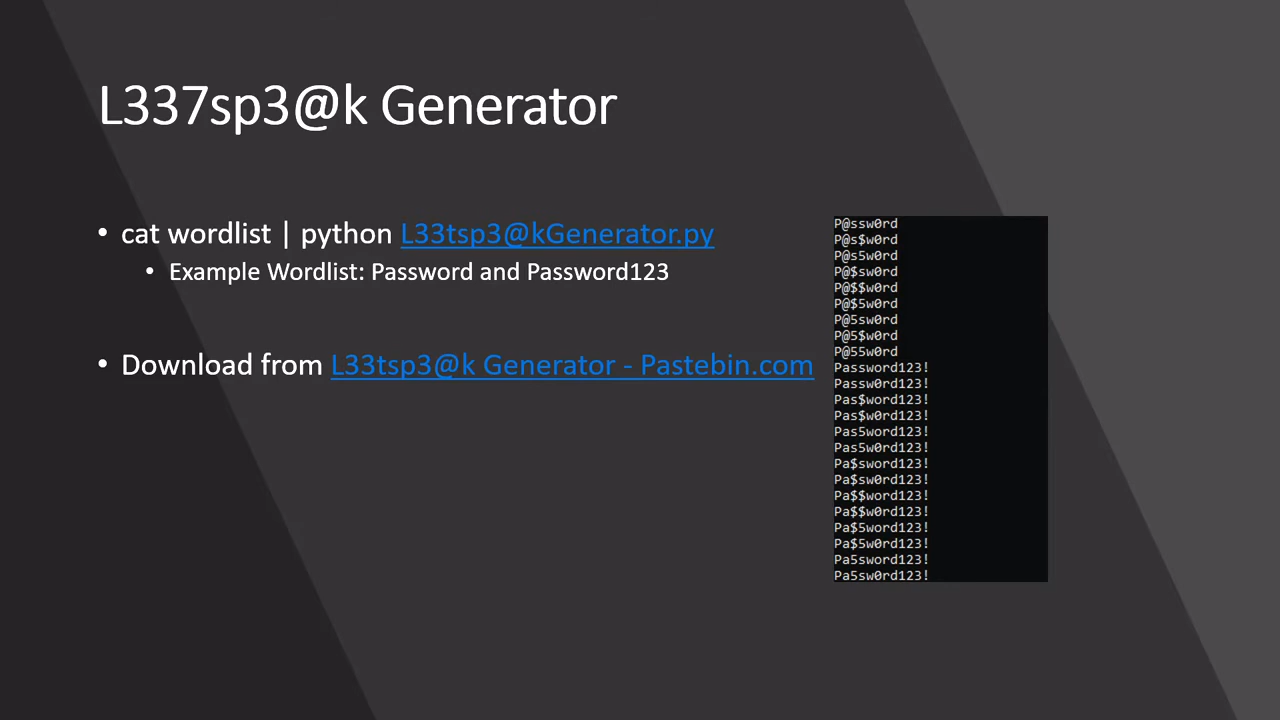 L337sp3@k Generator
• cat wordlist | python L33tsp3@kGenerator.py
• Example Wordlist: Password and Password123
• Download from L33tsp3@k Generator - Pastebin.com
P@ssw0rd
P@s$w0rd
P@s5w0rd
P@$sw0rd
P@$$w0rd
P@$5w0rd
P@5sw0rd
P@5$w0rd
P@55w0rd
Password123!
Passw0rd123!
Pas$word123!
Pas$w0rd123!
Pas5word123!
Pas5w0rd123!
Pa$sword123!
Pa$sw0rd123!
Pa$$word123!
Pa$$w0rd123!
Pa$5word123!
Pa$5w0rd123!
Pa5sword123!
Pa5sw0rd123!